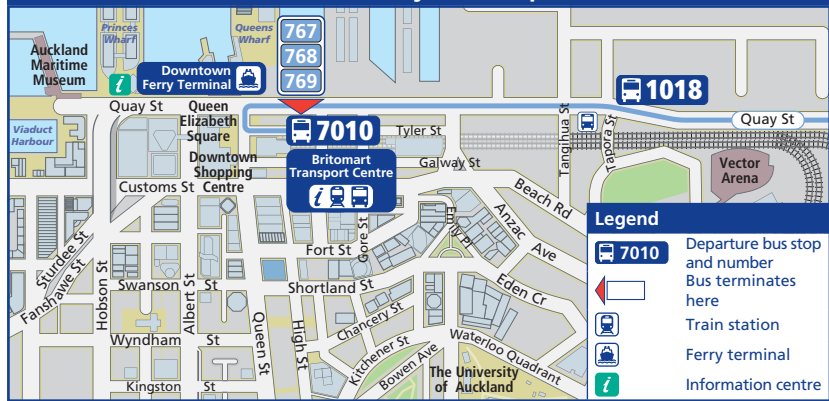 Princes
Wharf
Queens
Wharf
767
768
769
Auckland
Maritime
Museum
i
Downtown
Ferry Terminal
1018
Quay St
Queen
Elizabeth
Square
7010
Tyler St
Quay St
Tangihua St
Tapora St
Viaduct
Harbour
Britomart
Transport Centre
i
Galway St
Downtown
Shopping
Centre
Customs St
Vector
Arena
Beach Rd
Anzac Ave
Emily Pl
Gore St
Fort St
Sturdee St
Fanshawe St
Hobson St
Swanson St
Albert St
Shortland St
Eden Cr
Chancery St
Queen St
High St
Wyndham St
Kitchener St
Bowen Ave
Waterloo Quadrant
The University
of Auckland
Kingston St
Legend
7010
Departure bus stop
and number
Bus terminates
here
Train station
Ferry terminal
i
Information centre